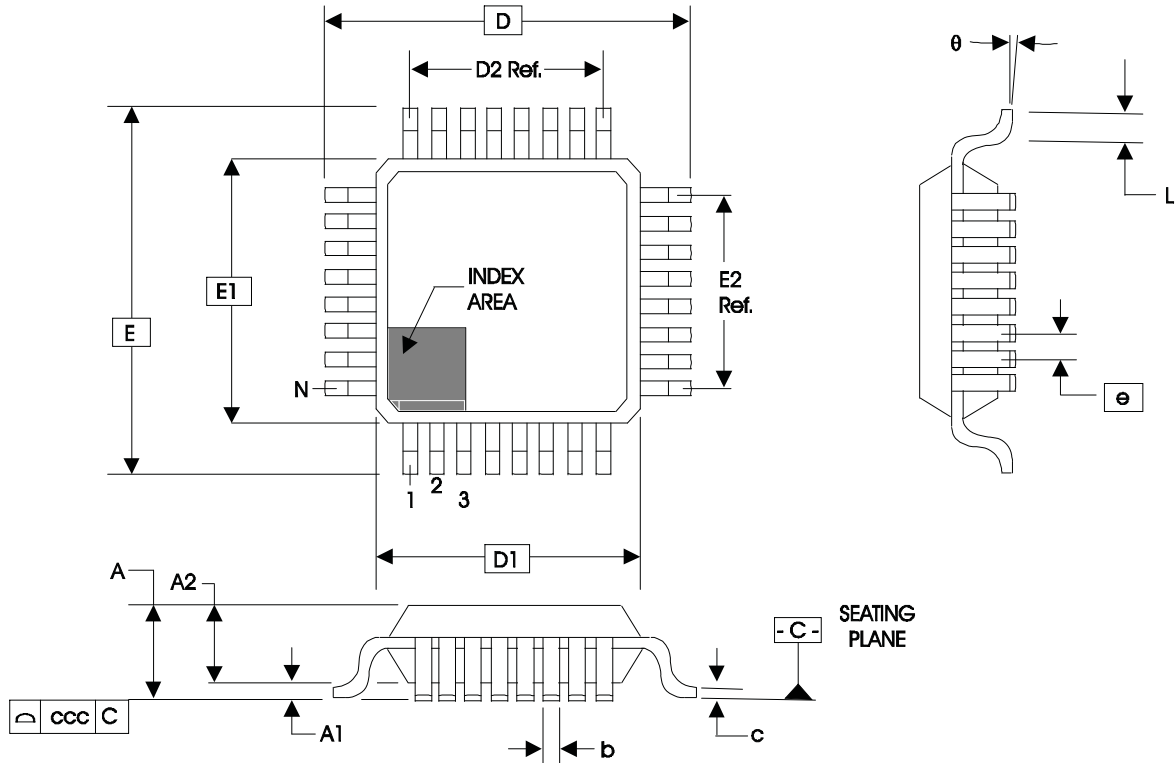 D
θ
D2 Ref.
L
E1
INDEX
AREA
E2
Ref.
E
N
e
1
2
3
D1
A
A2
- C -
SEATING
PLANE
ccc C
A1
b
c